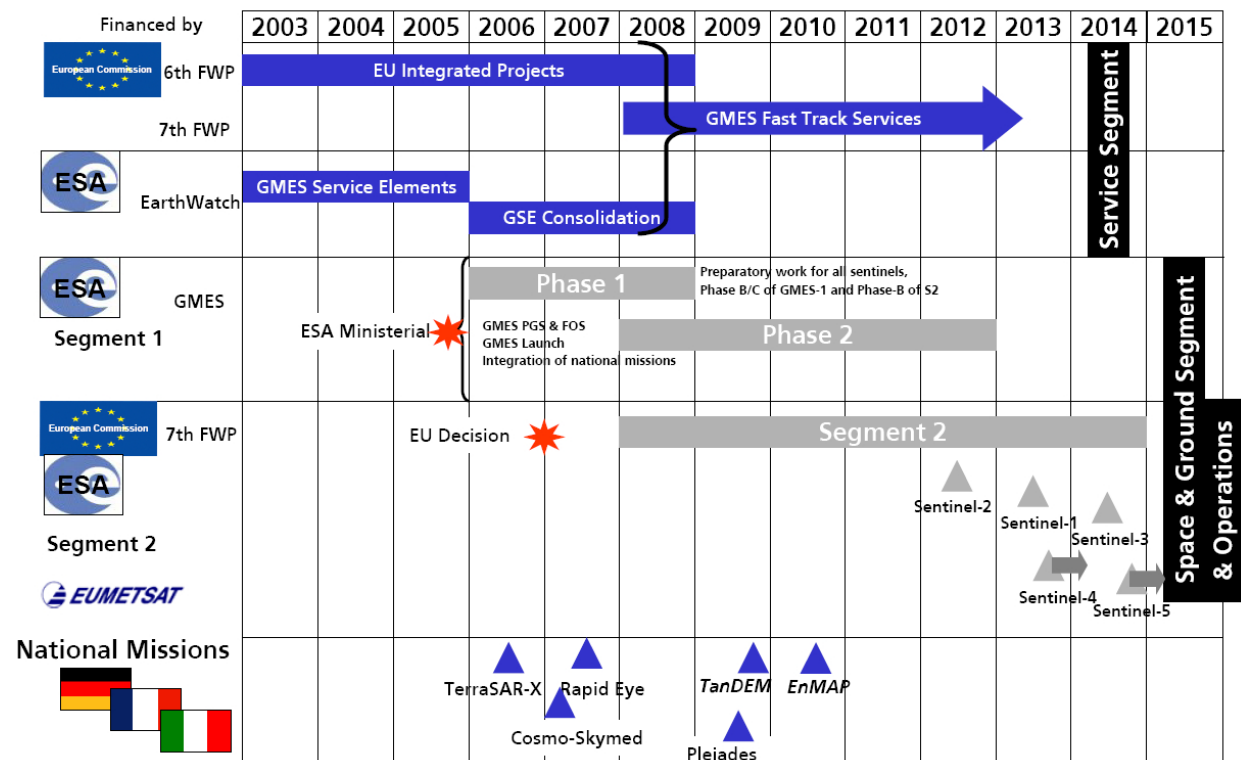 Financed by
2003 2004 2005 2006 2007 2008 2009 2010 2011 2012 2013 2014 2015
European Commission
6th FWP
EU Integrated Projects
7th FWP
GMES Fast Track Services
Service Segment
ESA
EarthWatch
GMES Service Elements
GSE Consolidation
ESA
GMES
Segment 1
Phase 1
Preparatory work for all sentinels,
Phase B/C of GMES-1 and Phase-B of S2
ESA Ministerial
GMES PGS & FOS
GMES Launch
Integration of national missions
Phase 2
Space & Ground Segment
& Operations
European Commission
7th FWP
EU Decision
Segment 2
ESA
Segment 2
Sentinel-2
Sentinel-1
Sentinel-3
Sentinel-4
Sentinel-5
EUMETSAT
National Missions
TerraSAR-X
Rapid Eye
TanDEM
EnMAP
Cosmo-Skymed
Pleiades